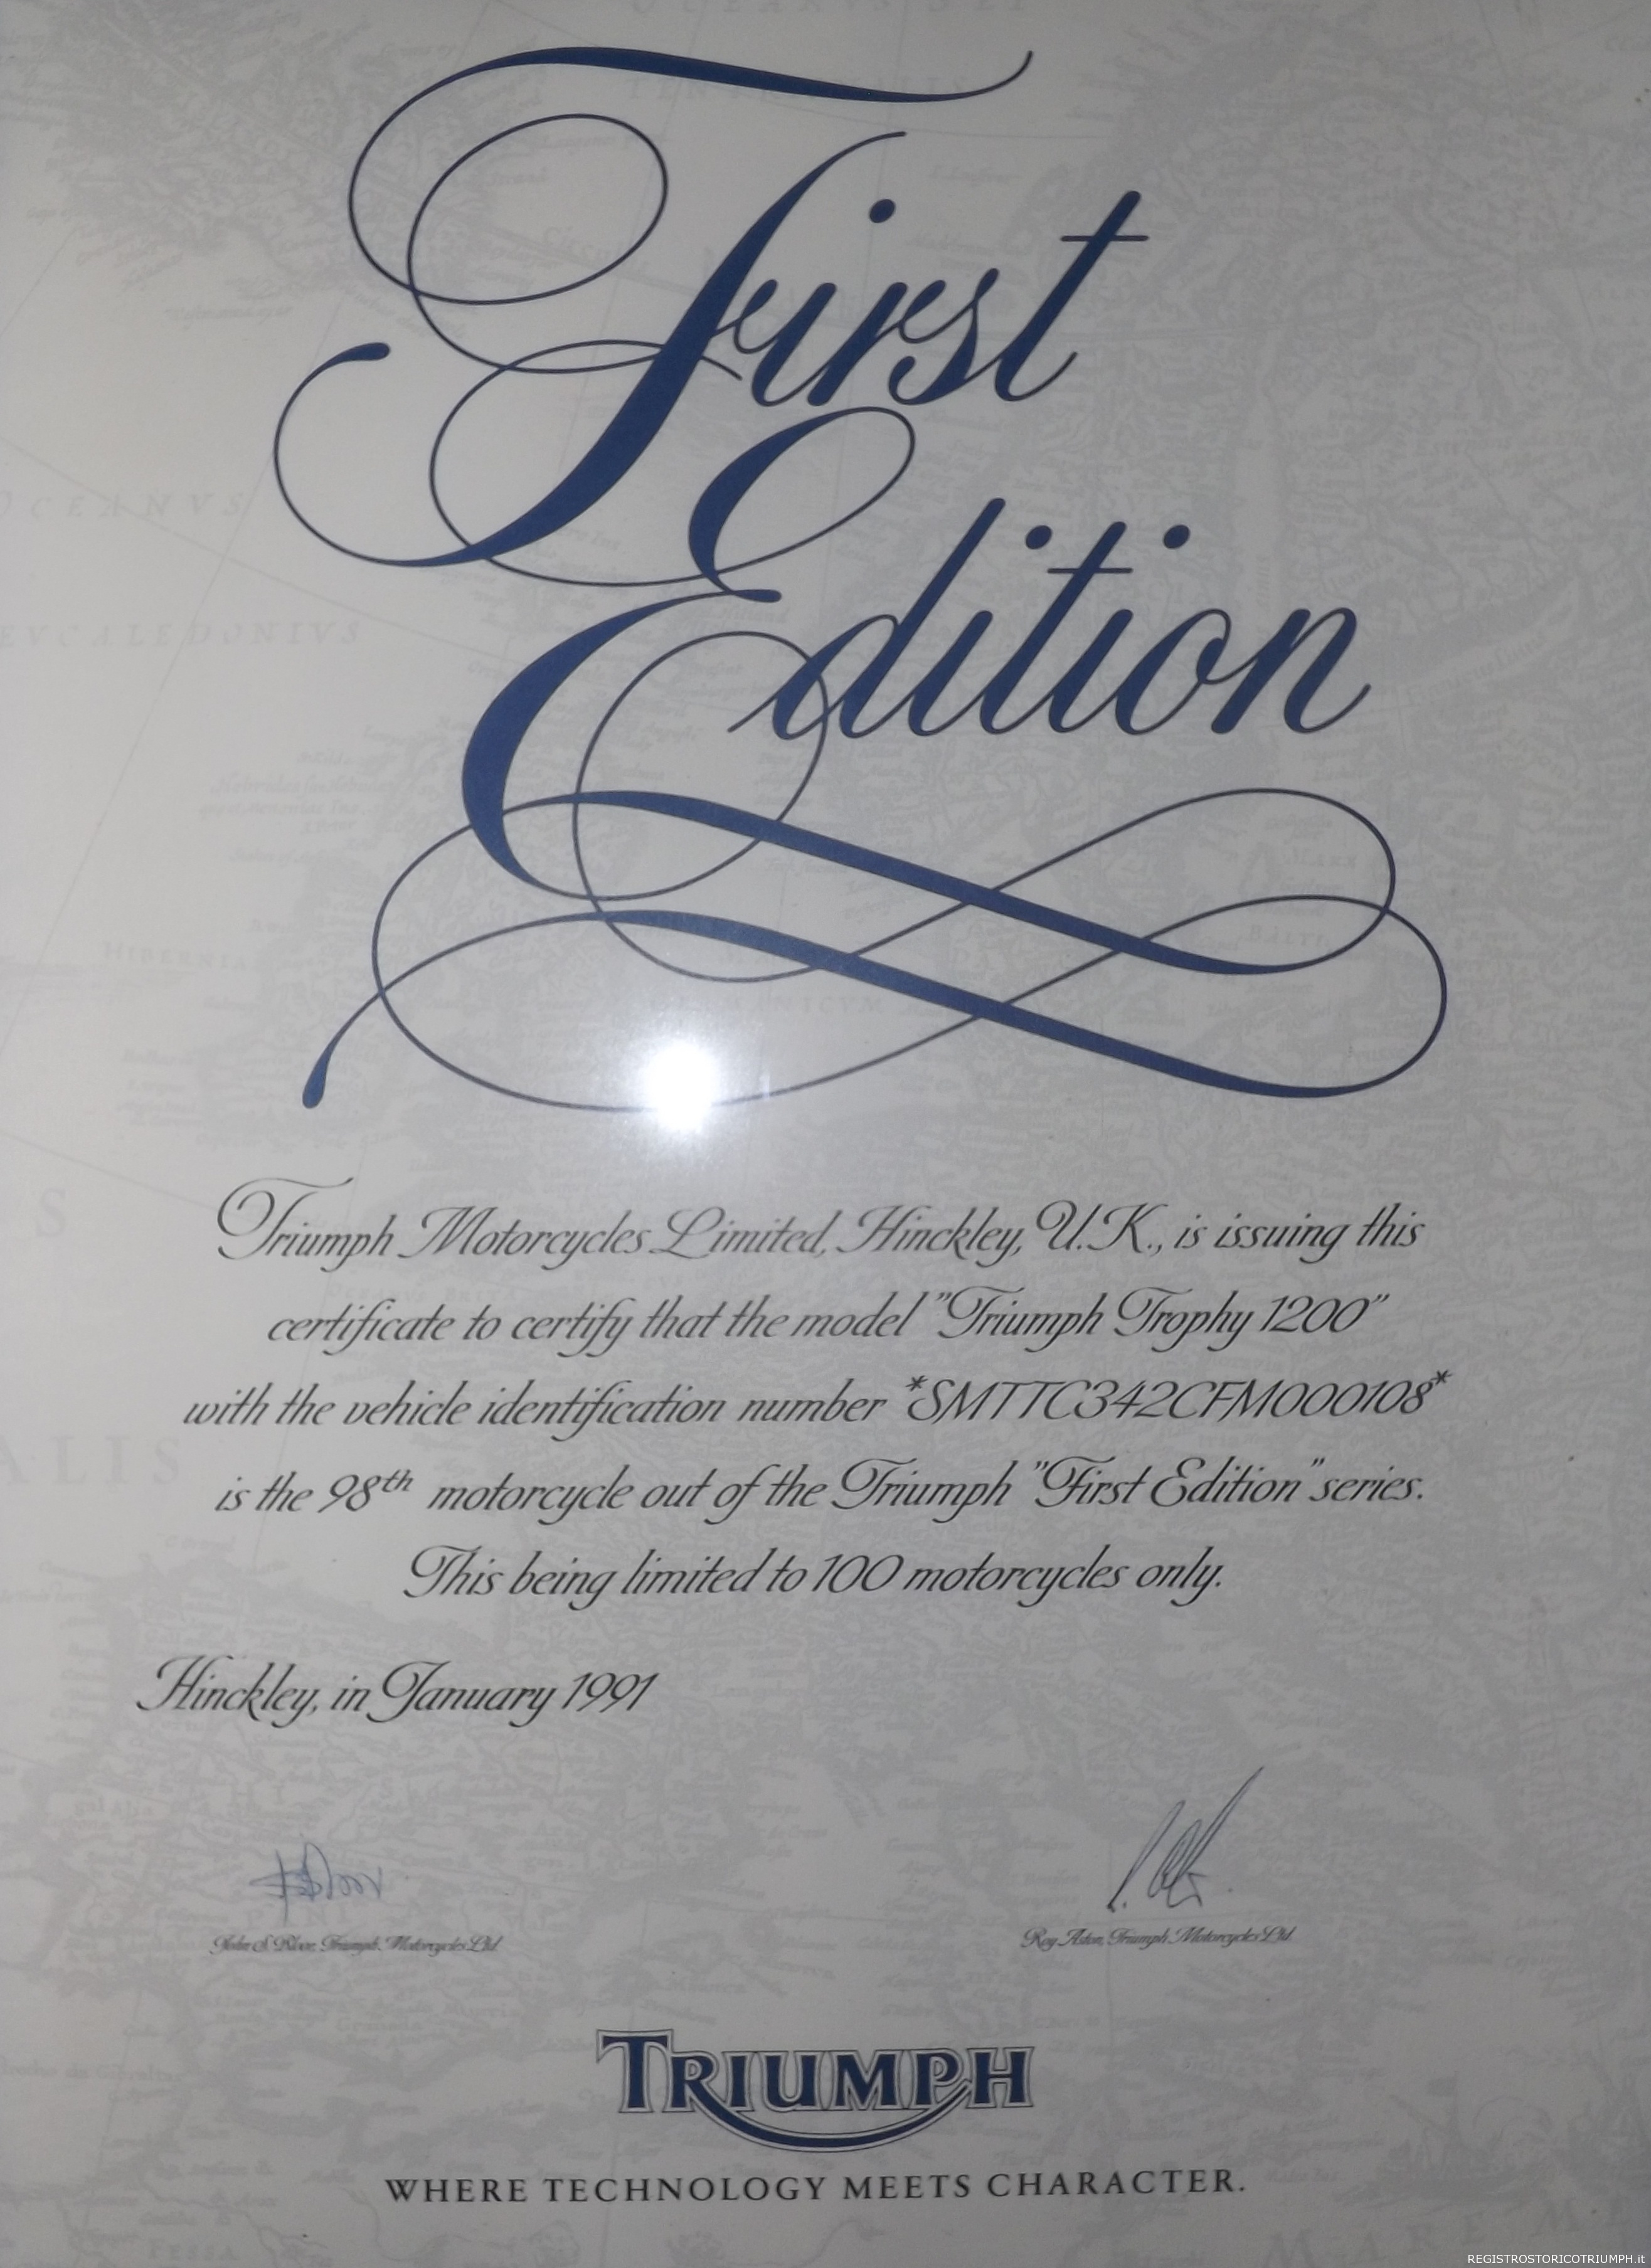 First
Edition
Triumph Motorcycles Limited, Hinckley, U.K., is issuing this
certificate to certify that the model "Triumph Trophy 1200"
with the vehicle identification number *SMTTC342CFM000108*
is the 98th motorcycle out of the Triumph "First Edition" series.
This being limited to 100 motorcycles only.
Hinckley, in January 1991
John S. Triumph Motorcycles Ltd.
Roy Aston, Triumph Motorcycles Ltd.
TRIUMPH
WHERE TECHNOLOGY MEETS CHARACTER.
REGISTROSTORICOTRIUMPH.it